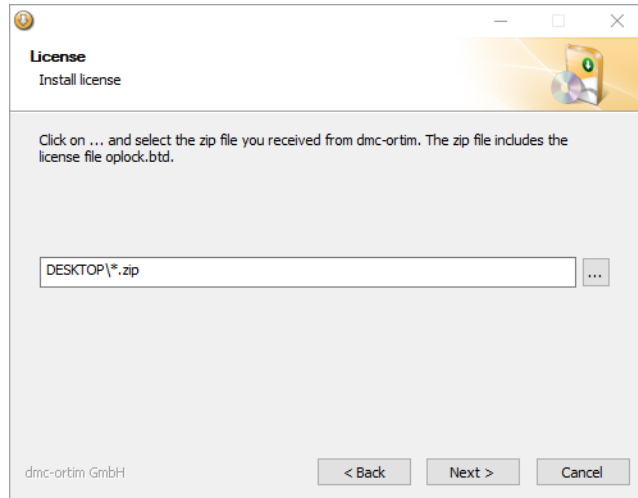 License
Install license
Click on ... and select the zip file you received from dmc-ortim. The zip file includes the
license file oplock.btd.
DESKTOP\*.zip
...
dmc-ortim GmbH
< Back
Next >
Cancel